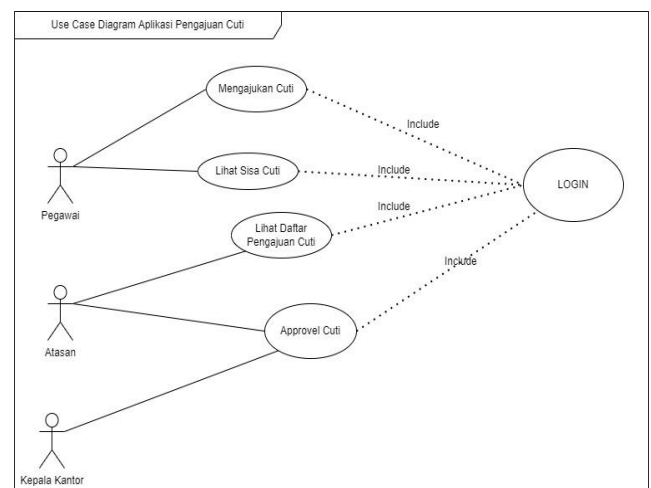 Use Case Diagram Aplikasi Pengajuan Cuti
Mengajukan Cuti
Include
Lihat Sisa Cuti
Include
LOGIN
Pegawai
Include
Lihat Daftar
Pengajuan Cuti
Include
Approvel Cuti
Atasan
Kepala Kantor